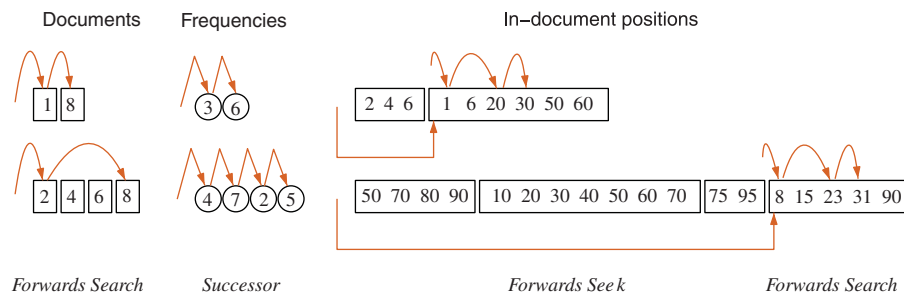 Documents Frequencies In–document positions
1 8 3 6 2 4 6 1 6 20 30 50 60
2 4 6 8 4 7 2 5 50 70 80 90 10 20 30 40 50 60 70 75 95 8 15 23 31 90
Forwards Search Successor Forwards Seek Forwards Search